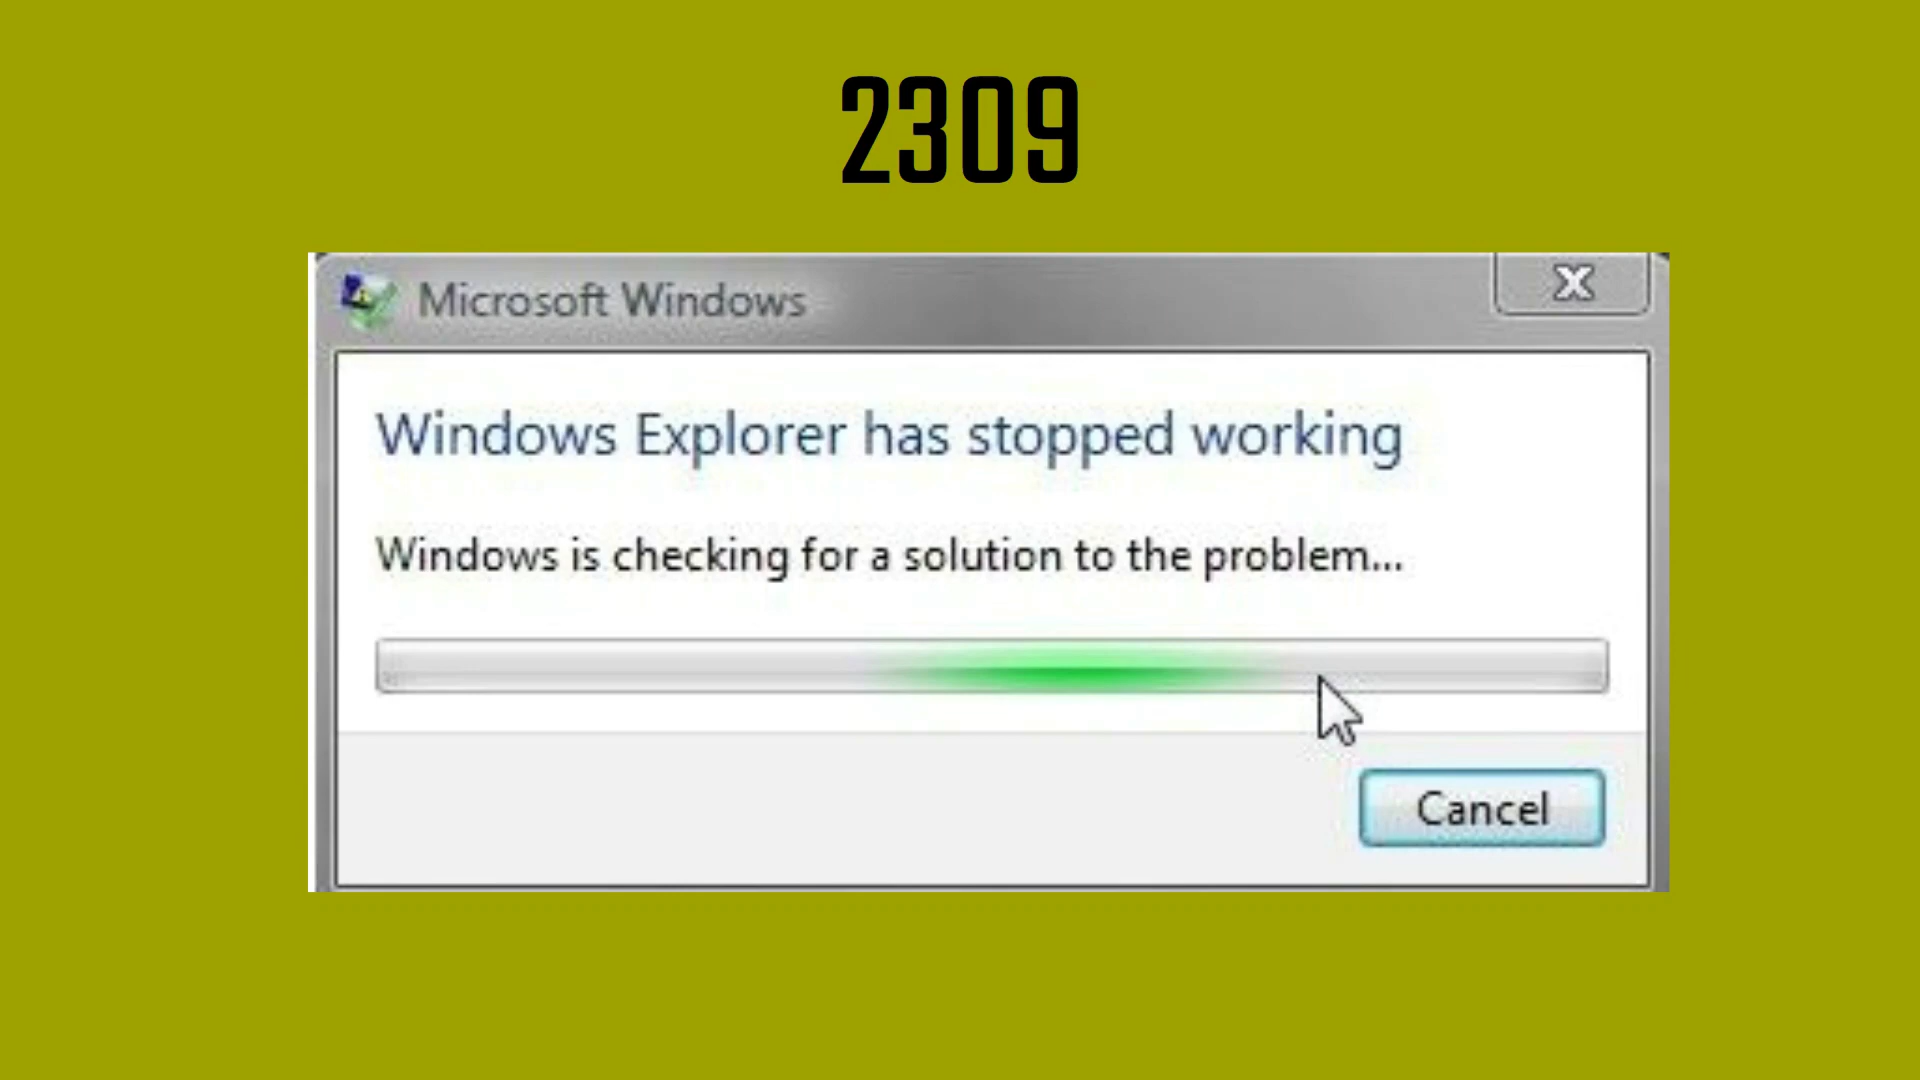 2309
Microsoft Windows
X
Windows Explorer has stopped working
Windows is checking for a solution to the problem...
Cancel